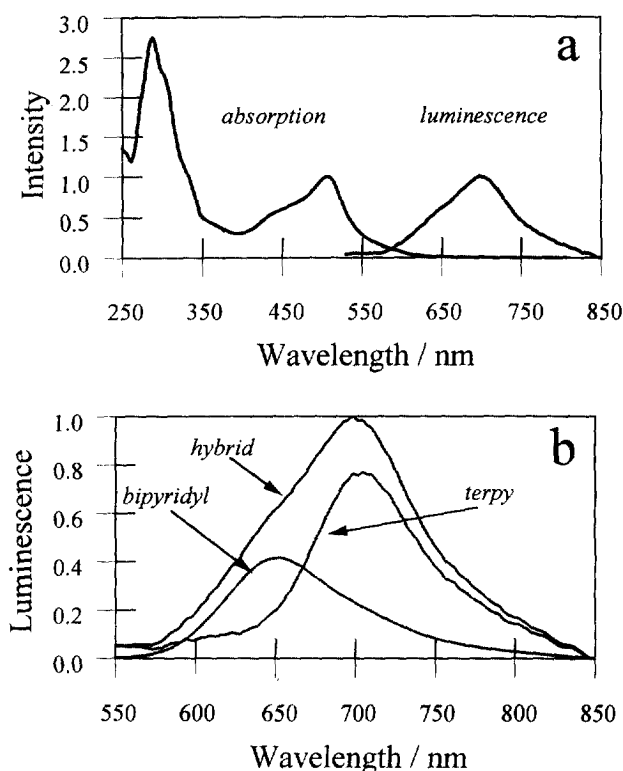 3.0
a
2.5
2.0
absorption luminescence
1.5
1.0
0.5
0.0
Intensity
250 350 450 550 650 750 850
Wavelength / nm
1.0
b
hybrid
0.8
bipyridyl
terpy
0.6
0.4
0.2
0.0
Luminescence
550 600 650 700 750 800 850
Wavelength / nm